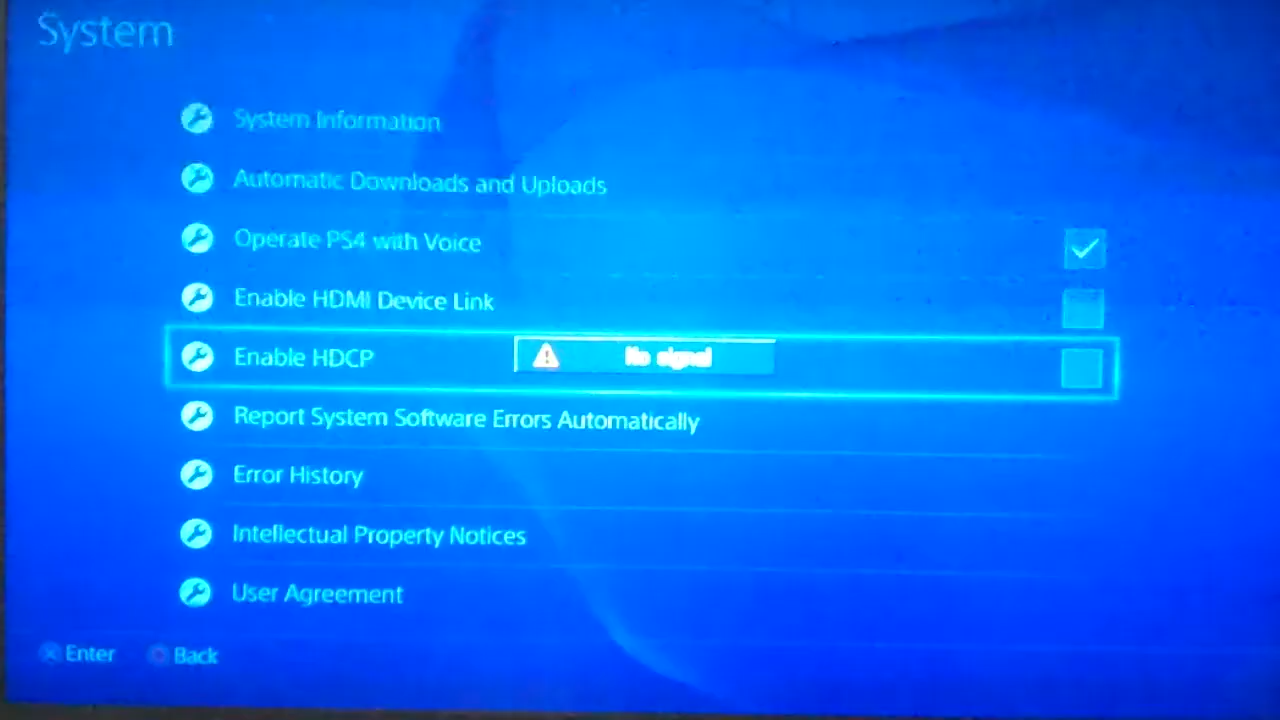 System
System Information
Automatic Downloads and Uploads
Operate PS4 with Voice
Enable HDMI Device Link
Enable HDCP
No signal
Report System Software Errors Automatically
Error History
Intellectual Property Notices
User Agreement
Enter Back